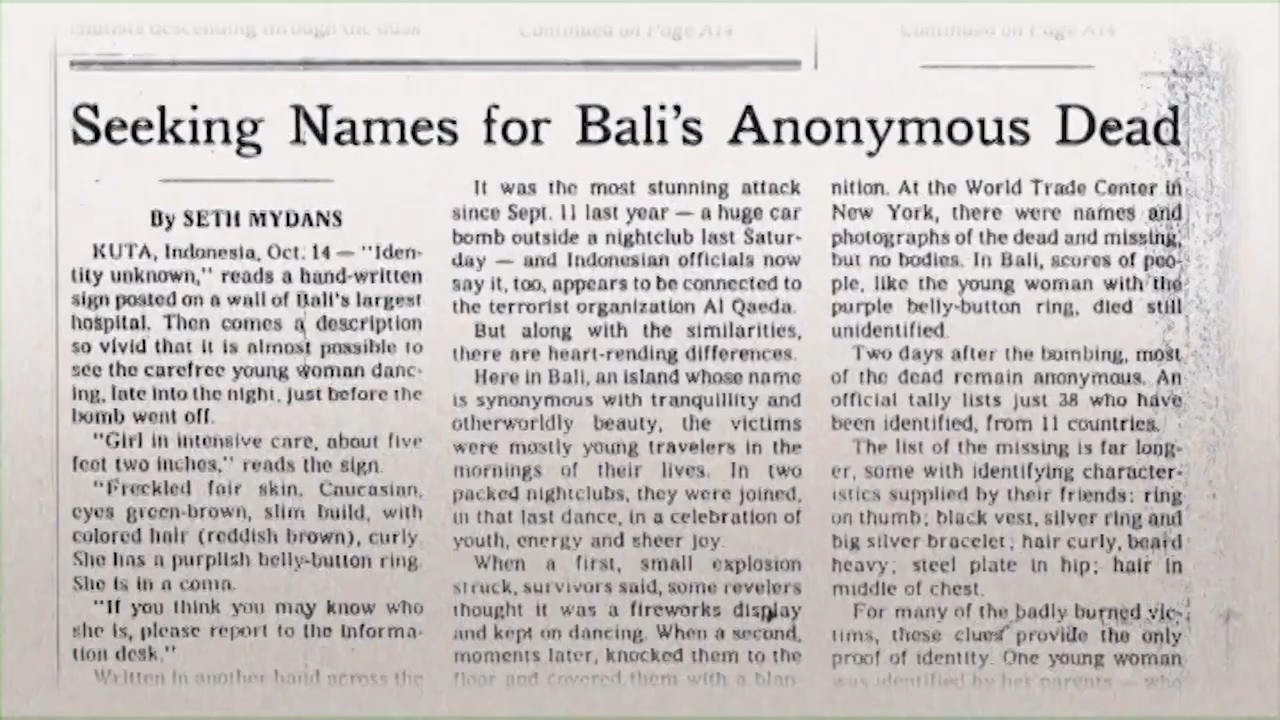 Continued on Page A14
Continued on Page A14
Seeking Names for Bali's Anonymous Dead
By SETH MYDANS
KUTA, Indonesia, Oct. 14 — "Iden-
tity unknown," reads a hand-written
sign posted on a wall of Bali's largest
hospital. Then comes a description
so vivid that it is almost possible to
see the carefree young woman danc-
ing, late into the night, just before the
bomb went off.
"Girl in intensive care, about five
feet two inches," reads the sign.
"Freckled fair skin, Caucasian,
eyes green-brown, slim build, with
colored hair (reddish brown), curly.
She has a purplish belly-button ring.
She is in a coma.
"If you think you may know who
she is, please report to the informa-
tion desk."
Written in another hand across the
It was the most stunning attack
since Sept. 11 last year — a huge car
bomb outside a nightclub last Satur-
day — and Indonesian officials now
say it, too, appears to be connected to
the terrorist organization Al Qaeda.
But along with the similarities,
there are heart-rending differences.
Here in Bali, an island whose name
is synonymous with tranquillity and
otherworldly beauty, the victims
were mostly young travelers in the
mornings of their lives. In two
packed nightclubs, they were joined,
in that last dance, in a celebration of
youth, energy and sheer joy.
When a first, small explosion
struck, survivors said, some revelers
thought it was a fireworks display
and kept on dancing. When a second,
moments later, knocked them to the
floor and covered them with a blan-
nition. At the World Trade Center in
New York, there were names and
photographs of the dead and missing,
but no bodies. In Bali, scores of peo-
ple, like the young woman with the
purple belly-button ring, died still
unidentified.
Two days after the bombing, most
of the dead remain anonymous. An
official tally lists just 38 who have
been identified, from 11 countries.
The list of the missing is far long-
er, some with identifying character-
istics supplied by their friends: ring
on thumb; black vest, silver ring and
big silver bracelet; hair curly, beard
heavy; steel plate in hip; hair in
middle of chest.
For many of the badly burned vic-
tims, these clues provide the only
proof of identity. One young woman
was identified by her parents — who